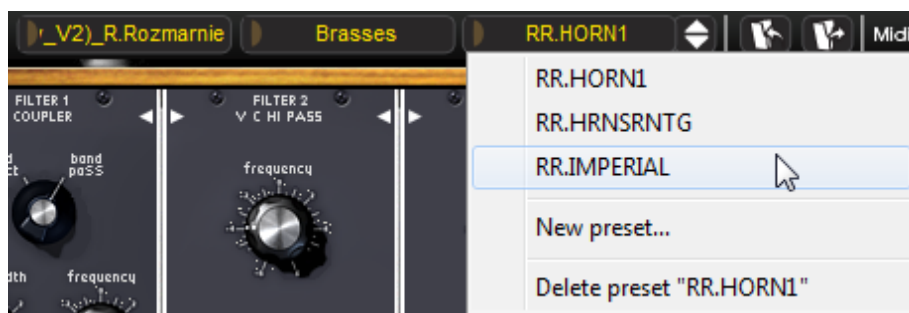 r_V2)_R.Rozmarnie
Brasses
RR.HORN1
Midi
RR.HORN1
RR.HRNSRNTG
RR.IMPERIAL
New preset...
Delete preset "RR.HORN1"
FILTER 1
COUPLER
FILTER 2
V C HI PASS
band
pass
frequency
frequency